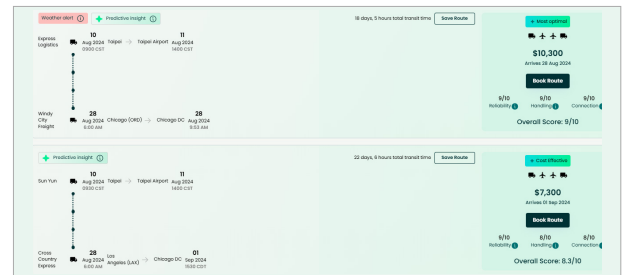 Weather alert
Predictive Insight
18 days, 5 hours total transit time
Save Route
Most optimal
Express
Logistics
10
Aug 2024
0900 CST
Taipei → Taipei Airport
11
Aug 2024
1400 CST
$10,300
Arrives 28 Aug 2024
Book Route
Windy
City
Freight
28
Aug 2024
6:00 AM
Chicago (ORD) → Chicago DC
28
Aug 2024
9:03 AM
9/10
Reliability
9/10
Handling
9/10
Connection
Overall Score: 9/10
Predictive insight
22 days, 6 hours total transit time
Save Route
Cost Effective
Sun Yun
10
Aug 2024
0930 CST
Taipei → Taipei Airport
11
Aug 2024
1400 CST
$7,300
Arrives 01 Sep 2024
Book Route
Cross
Country
Express
28
Aug 2024
6:00 AM
Los
Angeles (LAX) → Chicago DC
01
Sep 2024
1530 CDT
9/10
Reliability
8/10
Handling
8/10
Connection
Overall Score: 8.3/10